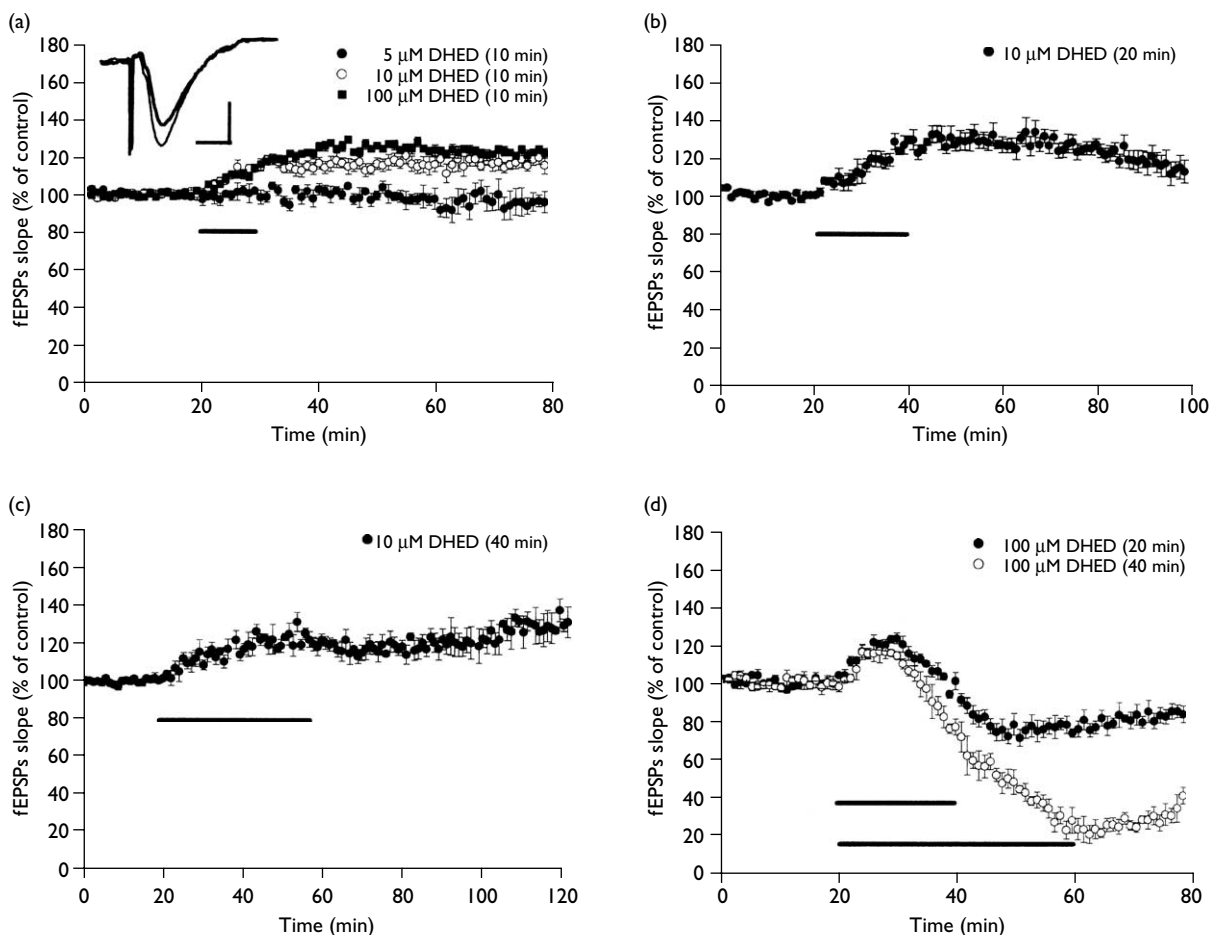 (a)
180
160
140
120
100
80
60
40
20
0
fEPSPs slope (% of control)
5 μM DHED (10 min)
10 μM DHED (10 min)
100 μM DHED (10 min)
0 20 40 60 80
Time (min)
(b)
180
160
140
120
100
80
60
40
20
0
fEPSPs slope (% of control)
10 μM DHED (20 min)
0 20 40 60 80 100
Time (min)
(c)
180
160
140
120
100
80
60
40
20
0
fEPSPs slope (% of control)
10 μM DHED (40 min)
0 20 40 60 80 100 120
Time (min)
(d)
180
160
140
120
100
80
60
40
20
0
fEPSPs slope (% of control)
100 μM DHED (20 min)
100 μM DHED (40 min)
0 20 40 60 80
Time (min)